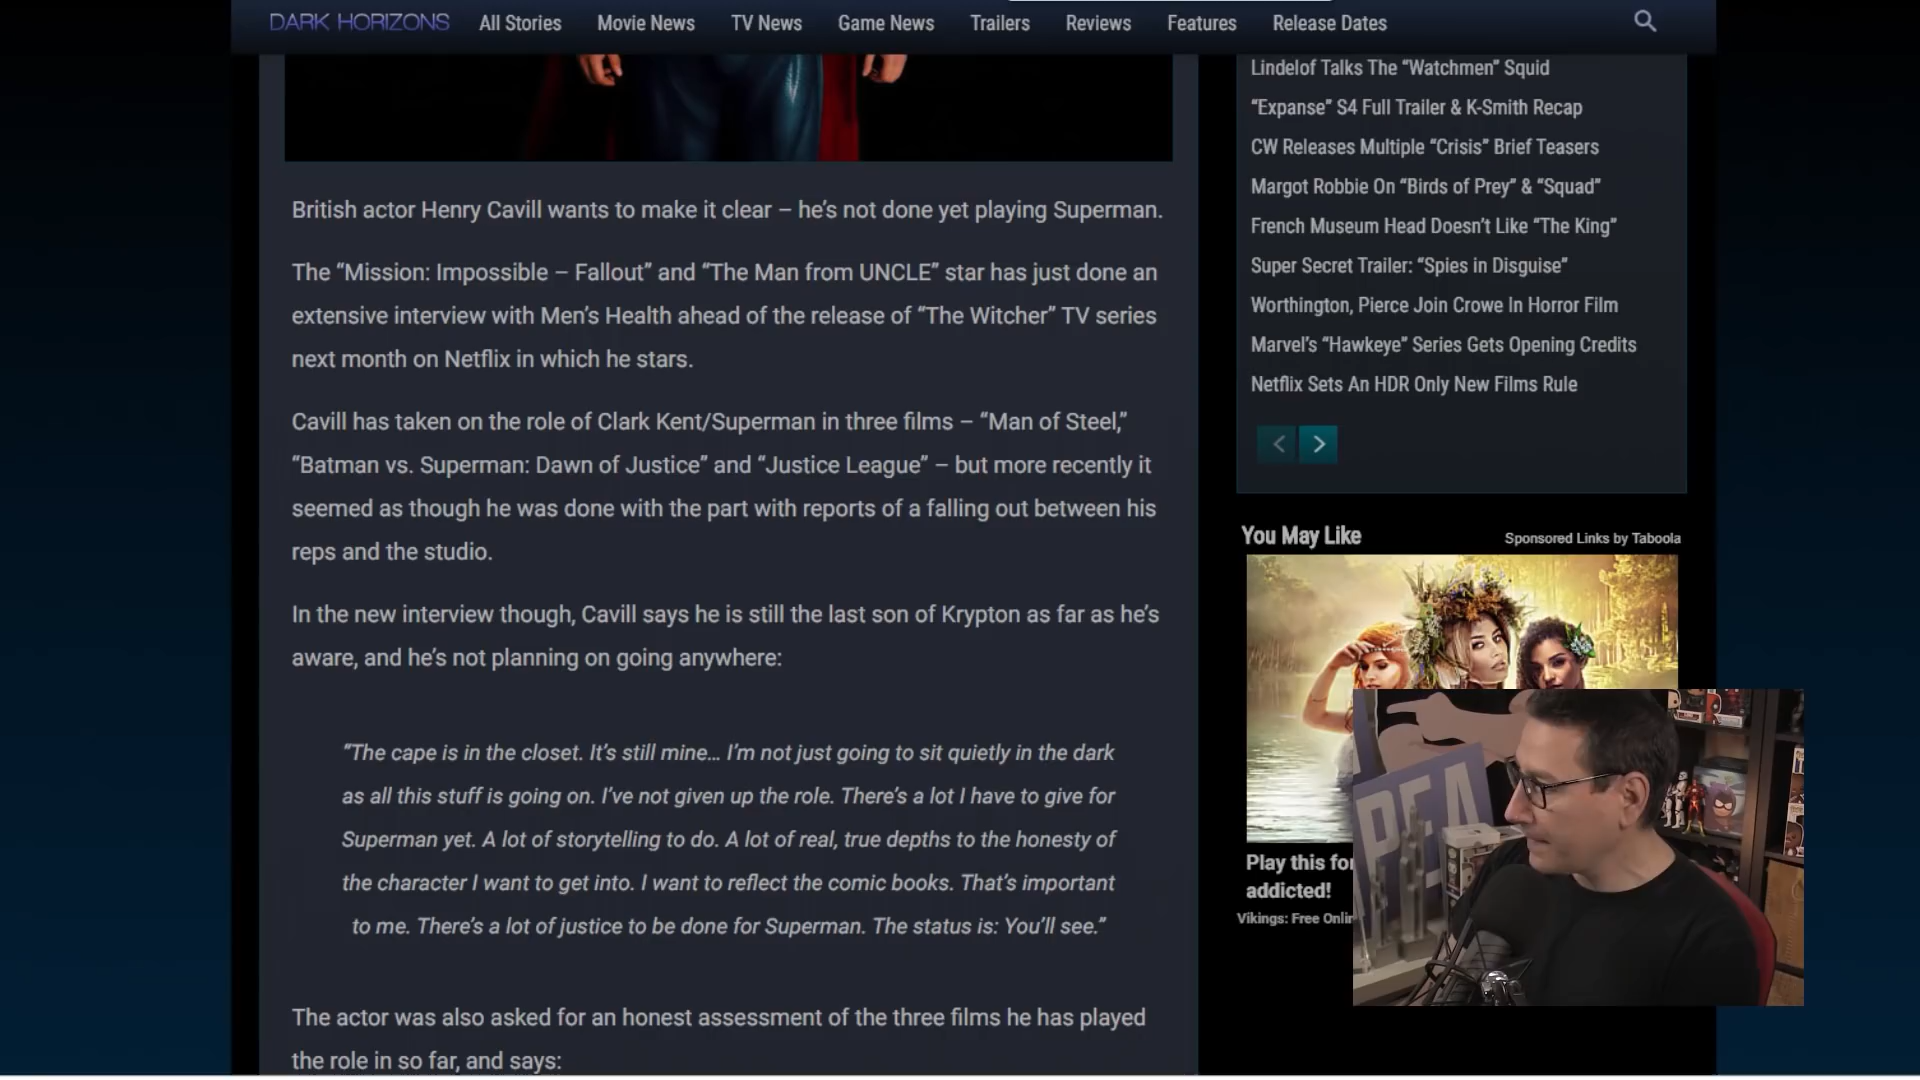 DARK HORIZONS All Stories Movie News TV News Game News Trailers Reviews Features Release Dates
British actor Henry Cavill wants to make it clear – he's not done yet playing Superman.
The “Mission: Impossible – Fallout” and “The Man from UNCLE” star has just done an
extensive interview with Men’s Health ahead of the release of “The Witcher” TV series
next month on Netflix in which he stars.
Cavill has taken on the role of Clark Kent/Superman in three films – “Man of Steel,”
“Batman vs. Superman: Dawn of Justice” and “Justice League” – but more recently it
seemed as though he was done with the part with reports of a falling out between his
reps and the studio.
In the new interview though, Cavill says he is still the last son of Krypton as far as he’s
aware, and he’s not planning on going anywhere:
“The cape is in the closet. It’s still mine… I’m not just going to sit quietly in the dark
as all this stuff is going on. I’ve not given up the role. There’s a lot I have to give for
Superman yet. A lot of storytelling to do. A lot of real, true depths to the honesty of
the character I want to get into. I want to reflect the comic books. That’s important
to me. There’s a lot of justice to be done for Superman. The status is: You’ll see.”
The actor was also asked for an honest assessment of the three films he has played
the role in so far, and says:
Lindelof Talks The “Watchmen” Squid
“Expanse” S4 Full Trailer & K-Smith Recap
CW Releases Multiple “Crisis” Brief Teasers
Margot Robbie On “Birds of Prey” & “Squad”
French Museum Head Doesn’t Like “The King”
Super Secret Trailer: “Spies in Disguise”
Worthington, Pierce Join Crowe In Horror Film
Marvel’s “Hawkeye” Series Gets Opening Credits
Netflix Sets An HDR Only New Films Rule
You May Like
Sponsored Links by Taboola
Play this for
addicted!
Vikings: Free Onlin
PEA